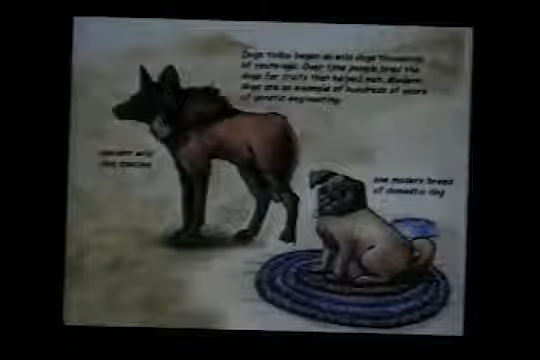 Dogs today began as wild dogs thousands
of years ago. Over time people bred the
dogs for traits that helped men. Modern
dogs are an example of hundreds of years
of genetic engineering.
ancient wild
dog species
one modern breed
of domestic dog